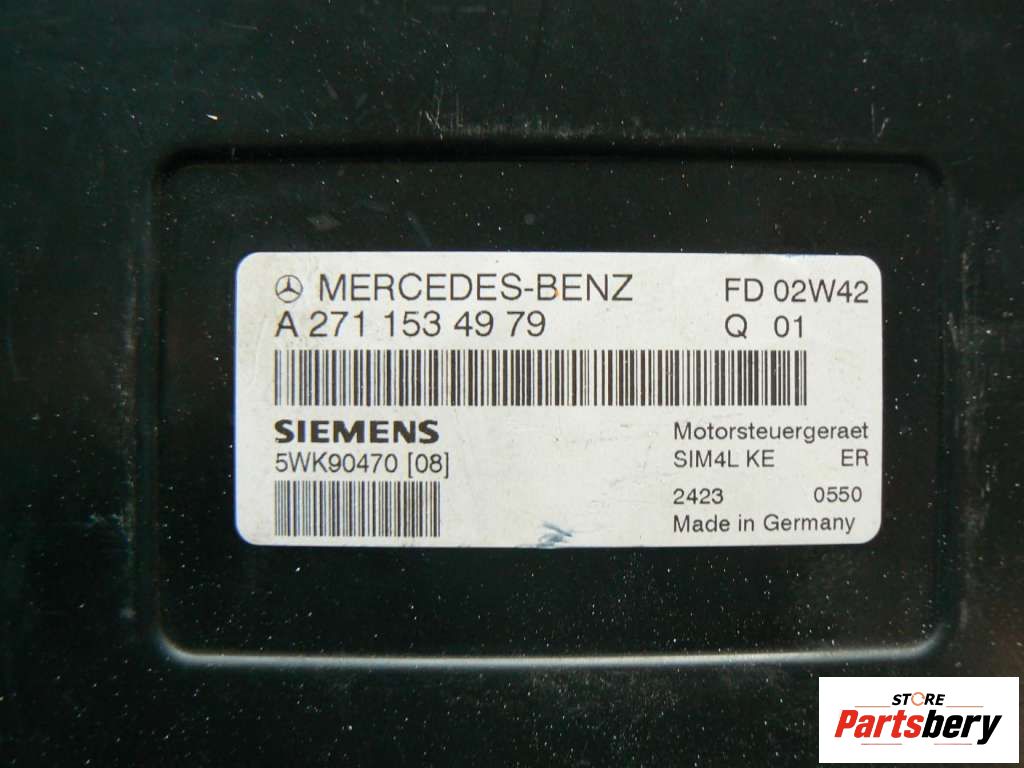 MERCEDES-BENZ FD 02W42
A 271 153 49 79 Q 01
SIEMENS Motorsteuergeraet
5WK90470 [08] SIM4L KE ER
2423 0550
Made in Germany
STORE
Partsbery